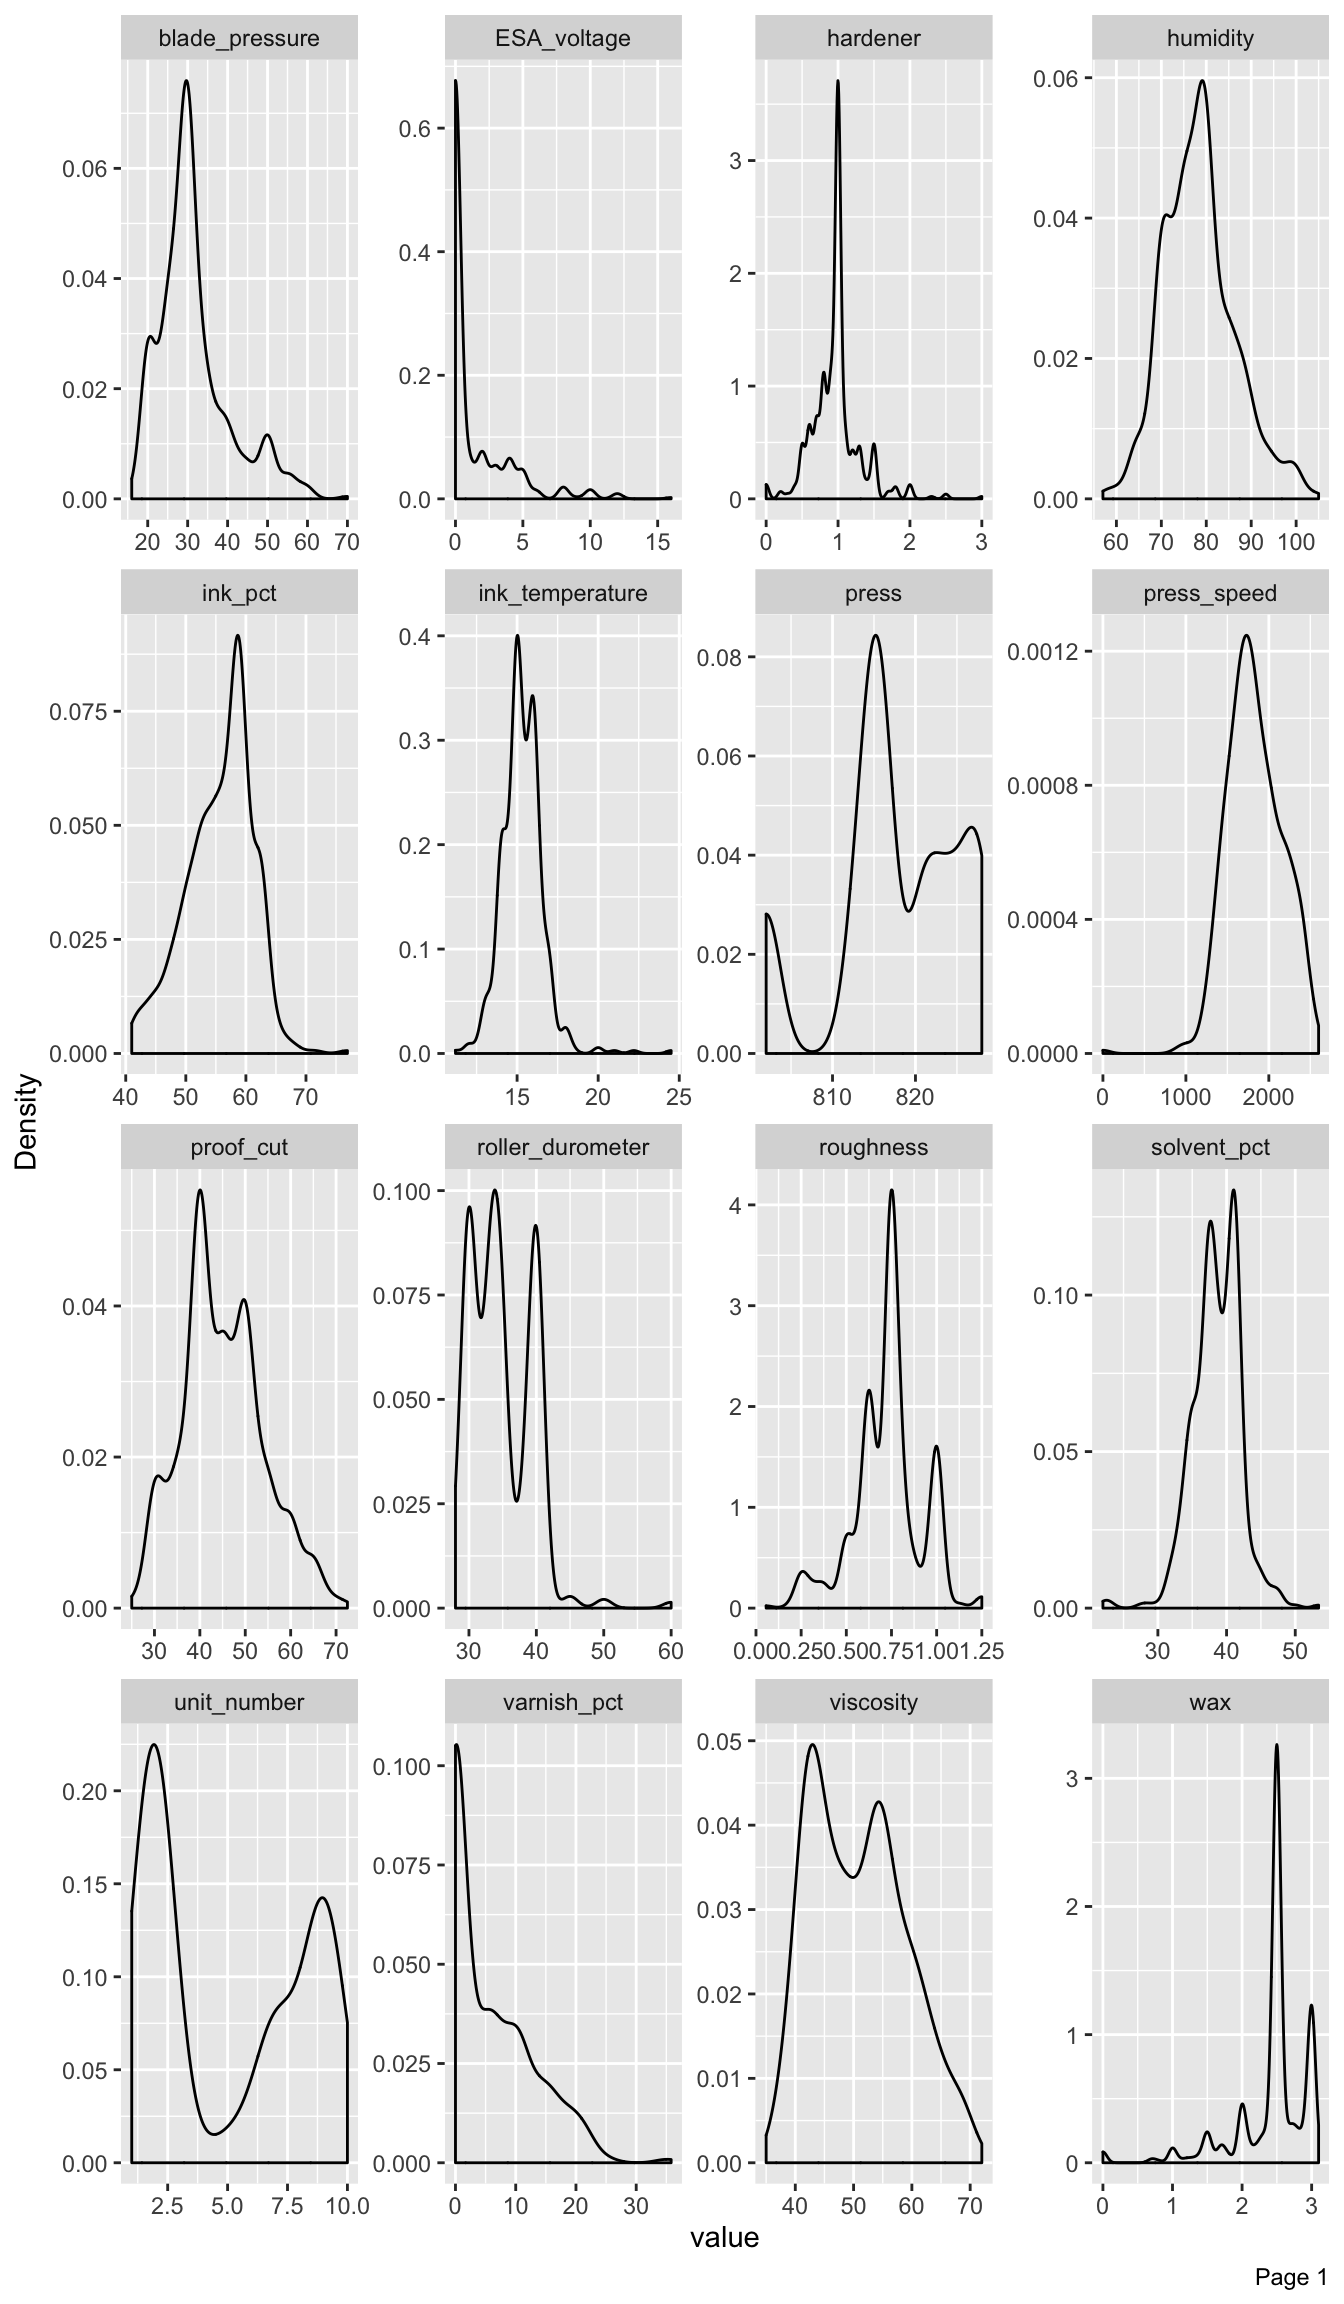 blade_pressure ESA_voltage hardener humidity
0.06 0.6 3 0.06
0.04 0.4 2 0.04
0.02 0.2 1 0.02
0.00 0.0 0 0.00
20 30 40 50 60 70 0 5 10 15 0 1 2 3 60 70 80 90 100
ink_pct ink_temperature press press_speed
0.075 0.4 0.08 0.0012
0.050 0.3 0.06 0.0008
0.025 0.2 0.04 0.0004
0.000 0.1 0.02 0.0000
0.0 0.00
40 50 60 70 15 20 25 810 820 0 1000 2000
Density
proof_cut roller_durometer roughness solvent_pct
0.04 0.100 4 0.10
0.02 0.075 3 0.05
0.00 0.050 2 0.00
0.025 1
0.000 0
30 40 50 60 70 30 40 50 60 0.000.250.500.751.001.25 30 40 50
unit_number varnish_pct viscosity wax
0.20 0.100 0.05 3
0.15 0.075 0.04 2
0.10 0.050 0.03 1
0.05 0.025 0.02 0
0.00 0.000 0.01
0.00
2.5 5.0 7.5 10.0 0 10 20 30 40 50 60 70 0 1 2 3
value
Page 1